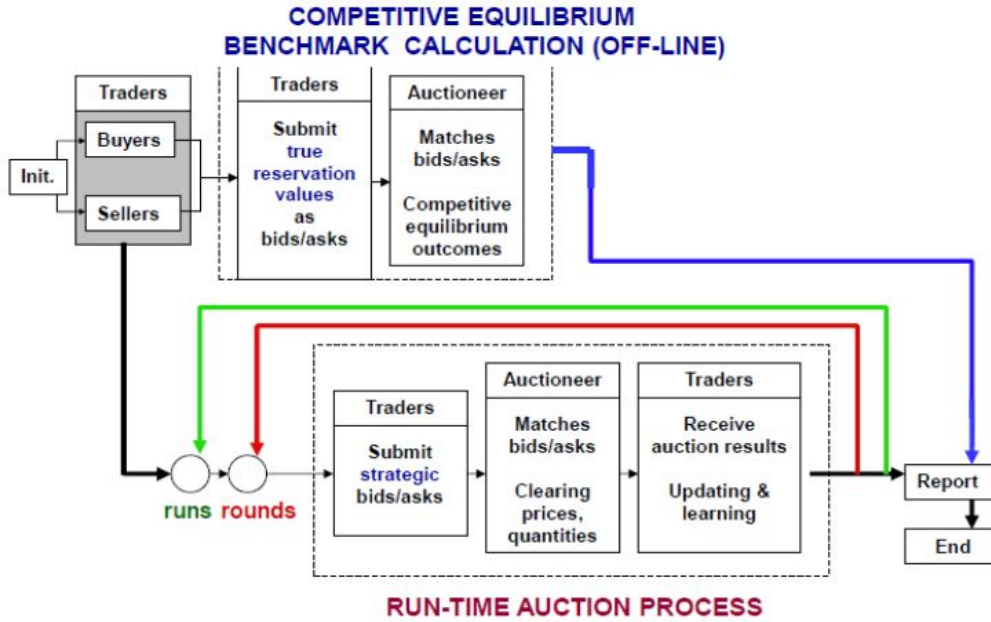 COMPETITIVE EQUILIBRIUM
BENCHMARK CALCULATION (OFF-LINE)
Traders
Buyers
Init.
Sellers
Traders
Submit
true
reservation
values
as
bids/asks
Auctioneer
Matches
bids/asks
Competitive
equilibrium
outcomes
runs
rounds
Traders
Submit
strategic
bids/asks
Auctioneer
Matches
bids/asks
Clearing
prices,
quantities
Traders
Receive
auction results
Updating &
learning
Report
End
RUN-TIME AUCTION PROCESS